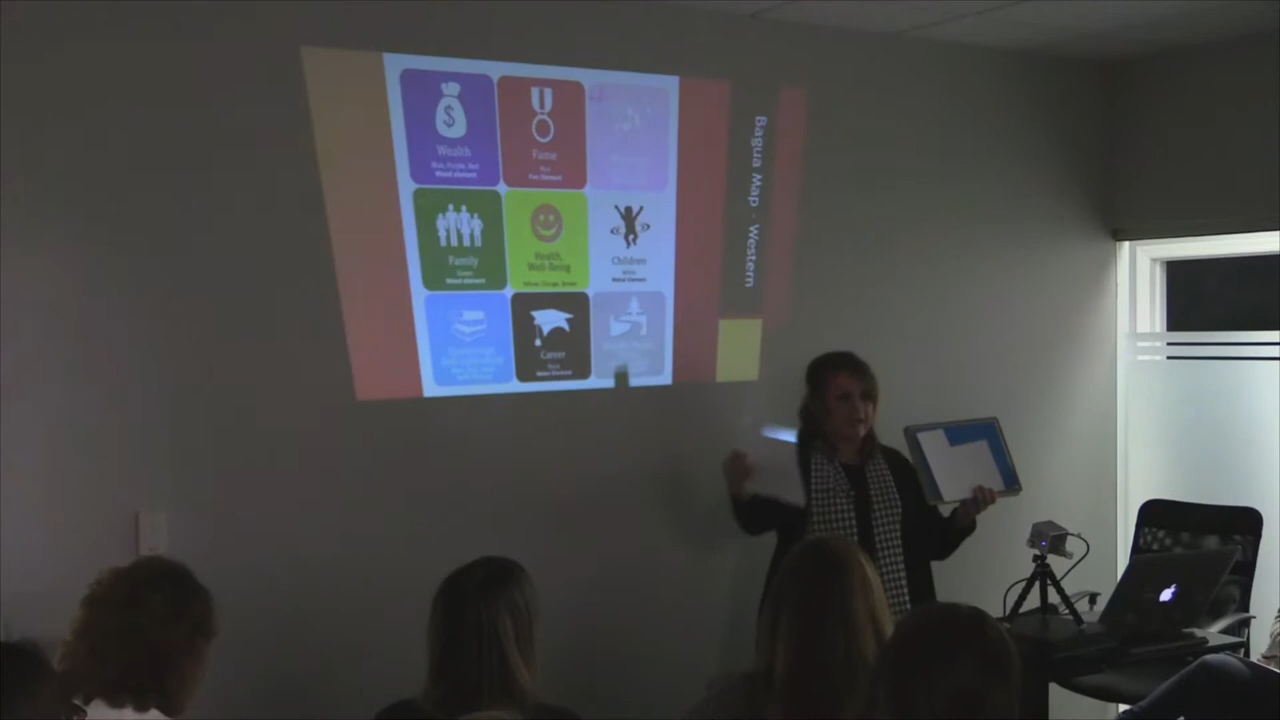 Wealth
Blue, Purple, Red
Wood element
Fame
Red
Fire Element
Family
Green
Wood element
Health,
Well-Being
Yellow, Orange, Brown
Children
White
Metal Element
Career
Black
Water Element
Bagua Map - Western